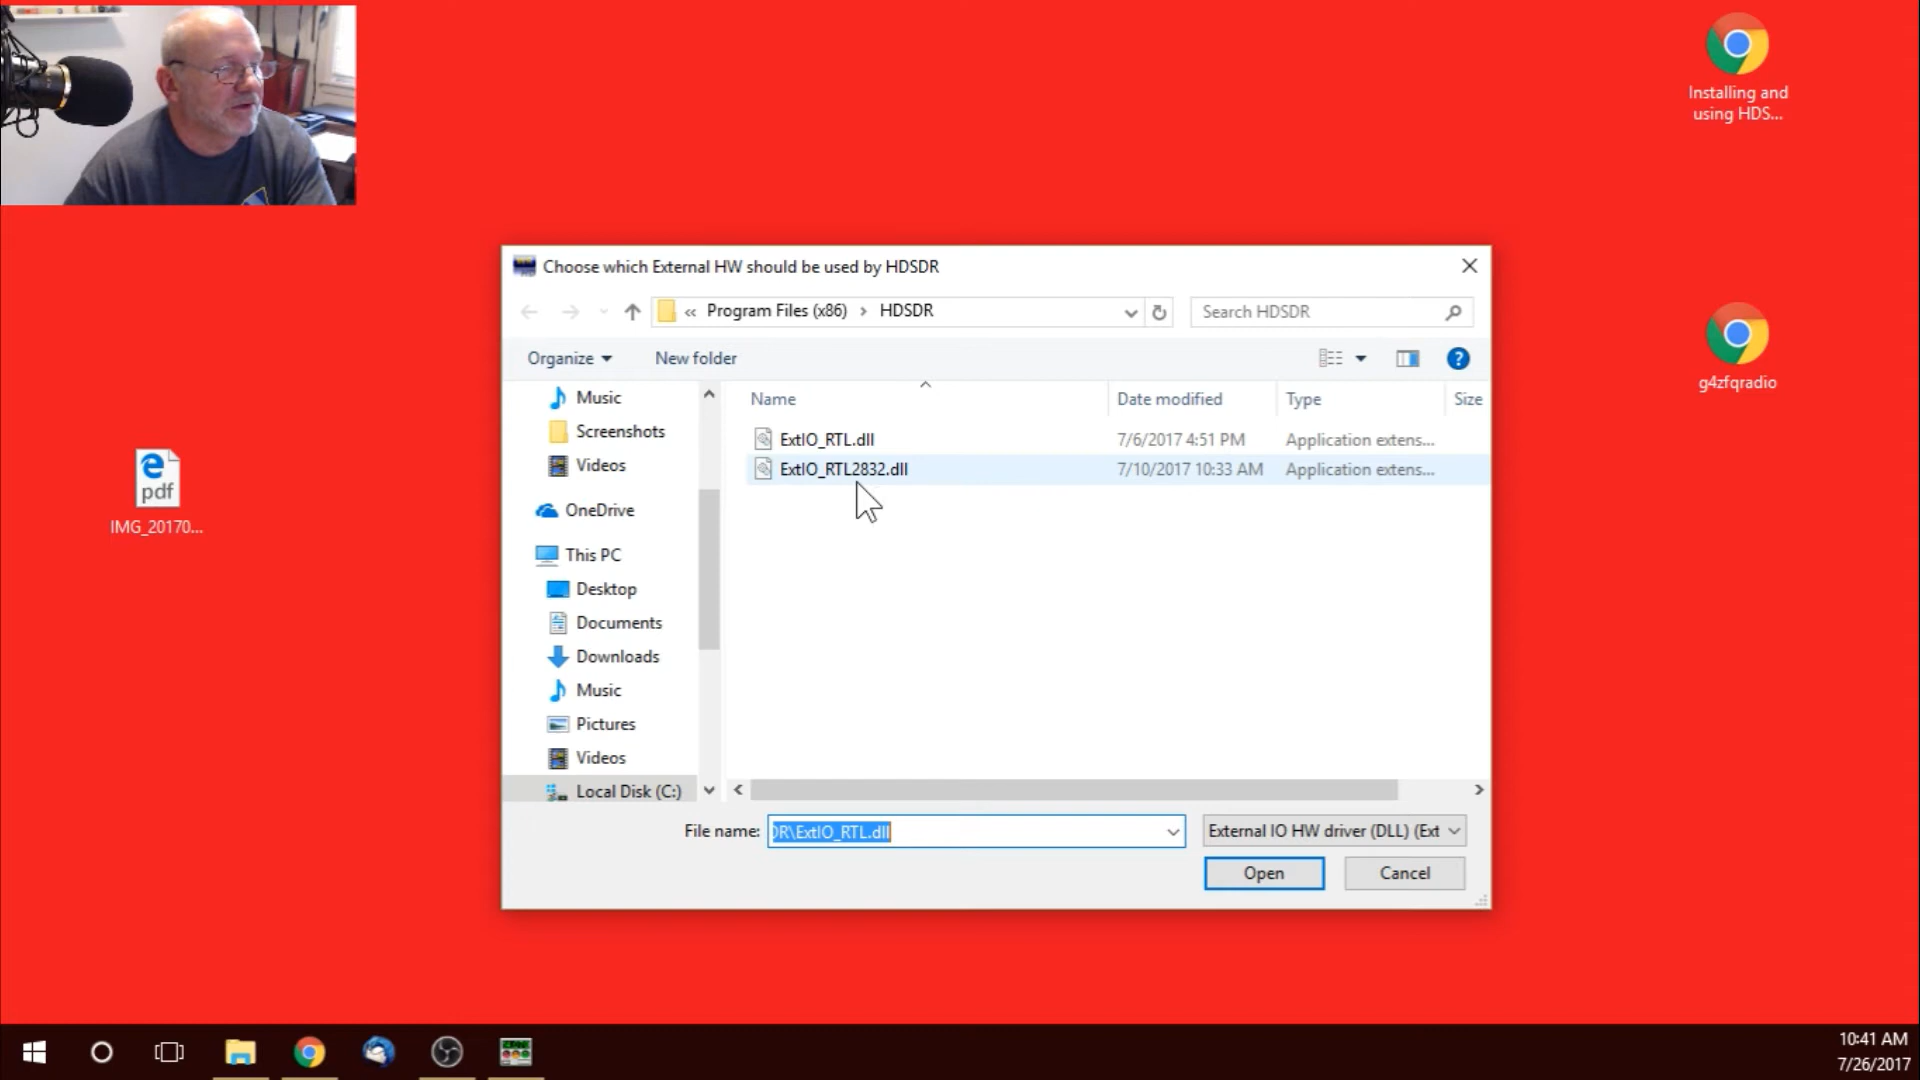 Installing and
using HDS...
g4zfqradio
pdf
IMG_20170...
Choose which External HW should be used by HDSDR
« Program Files (x86) > HDSDR
Search HDSDR
Organize
New folder
Name
Date modified
Type
Size
ExtIO_RTL.dll
7/6/2017 4:51 PM
Application extens...
ExtIO_RTL2832.dll
7/10/2017 10:33 AM
Application extens...
Music
Screenshots
Videos
OneDrive
This PC
Desktop
Documents
Downloads
Music
Pictures
Videos
Local Disk (C:)
File name:
DR\ExtIO_RTL.dll
External IO HW driver (DLL) (Ext
Open
Cancel
10:41 AM
7/26/2017